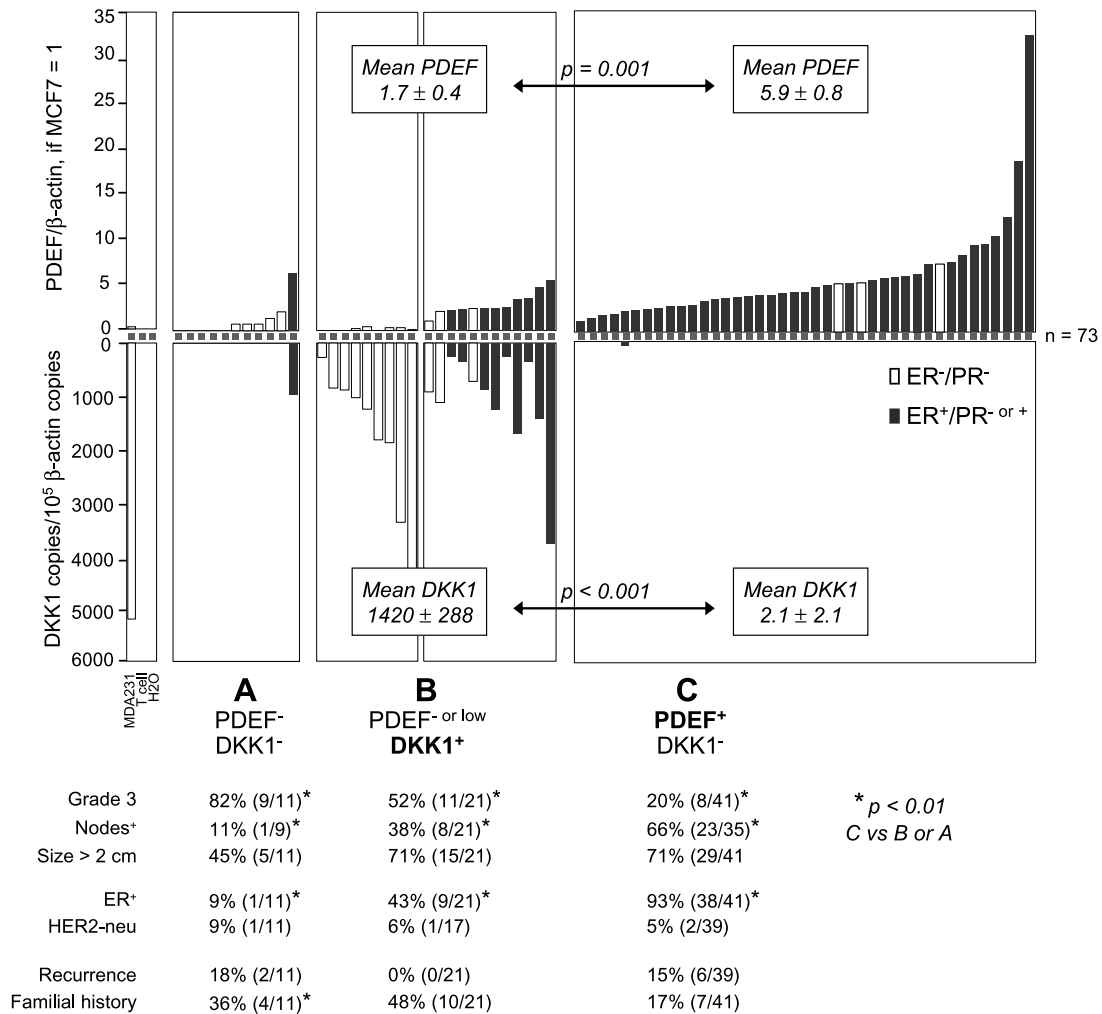 PDEF/β-actin, if MCF7 = 1
35
30
25
20
15
10
5
0
Mean PDEF
1.7 ± 0.4
p = 0.001
Mean PDEF
5.9 ± 0.8
n = 73
DKK1 copies/10⁵ β-actin copies
0
1000
2000
3000
4000
5000
6000
ER⁻/PR⁻
ER⁺/PR⁻ ᵒʳ ⁺
Mean DKK1
1420 ± 288
p < 0.001
Mean DKK1
2.1 ± 2.1
MDA231
T cell
H2O
A
PDEF⁻
DKK1⁻
B
PDEF⁻ ᵒʳ ˡᵒʷ
DKK1⁺
C
PDEF⁺
DKK1⁻
Grade 3 82% (9/11)* 52% (11/21)* 20% (8/41)*
Nodes⁺ 11% (1/9)* 38% (8/21)* 66% (23/35)*
Size > 2 cm 45% (5/11) 71% (15/21) 71% (29/41
* p < 0.01
C vs B or A
ER⁺ 9% (1/11)* 43% (9/21)* 93% (38/41)*
HER2-neu 9% (1/11) 6% (1/17) 5% (2/39)
Recurrence 18% (2/11) 0% (0/21) 15% (6/39)
Familial history 36% (4/11)* 48% (10/21) 17% (7/41)